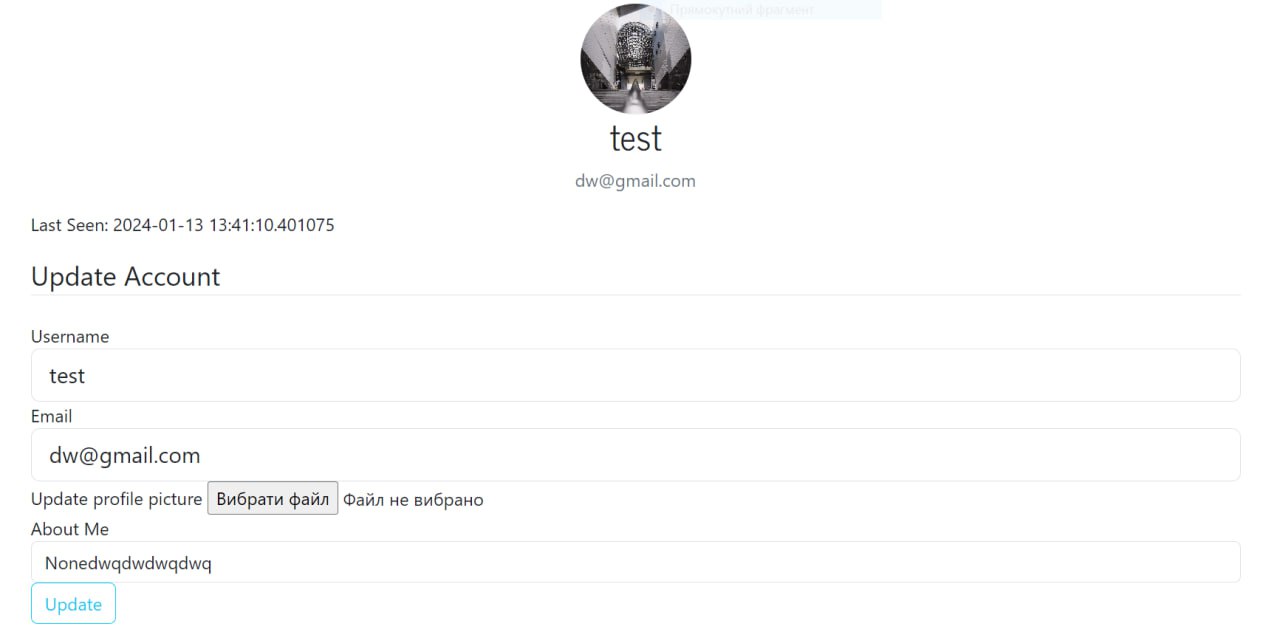 Прямокутний фрагмент
test
dw@gmail.com
Last Seen: 2024-01-13 13:41:10.401075
Update Account
Username
test
Email
dw@gmail.com
Update profile picture Вибрати файл Файл не вибрано
About Me
Nonedwqdwdwqdwq
Update